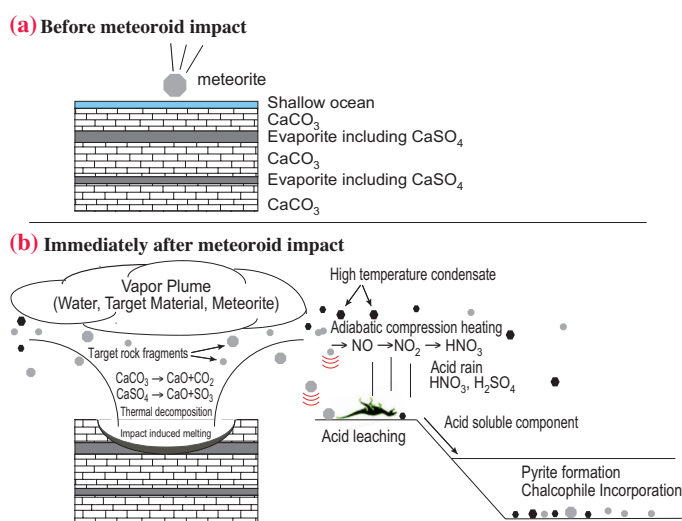 (a) Before meteoroid impact
meteorite
Shallow ocean
CaCO₃
Evaporite including CaSO₄
CaCO₃
Evaporite including CaSO₄
CaCO₃
(b) Immediately after meteoroid impact
Vapor Plume
(Water, Target Material, Meteorite)
Target rock fragments
CaCO₃ → CaO+CO₂
CaSO₄ → CaO+SO₃
Thermal decomposition
Impact induced melting
High temperature condensate
Adiabatic compression heating
→ NO → NO₂ → HNO₃
Acid rain
HNO₃, H₂SO₄
Acid leaching
Acid soluble component
Pyrite formation
Chalcophile Incorporation